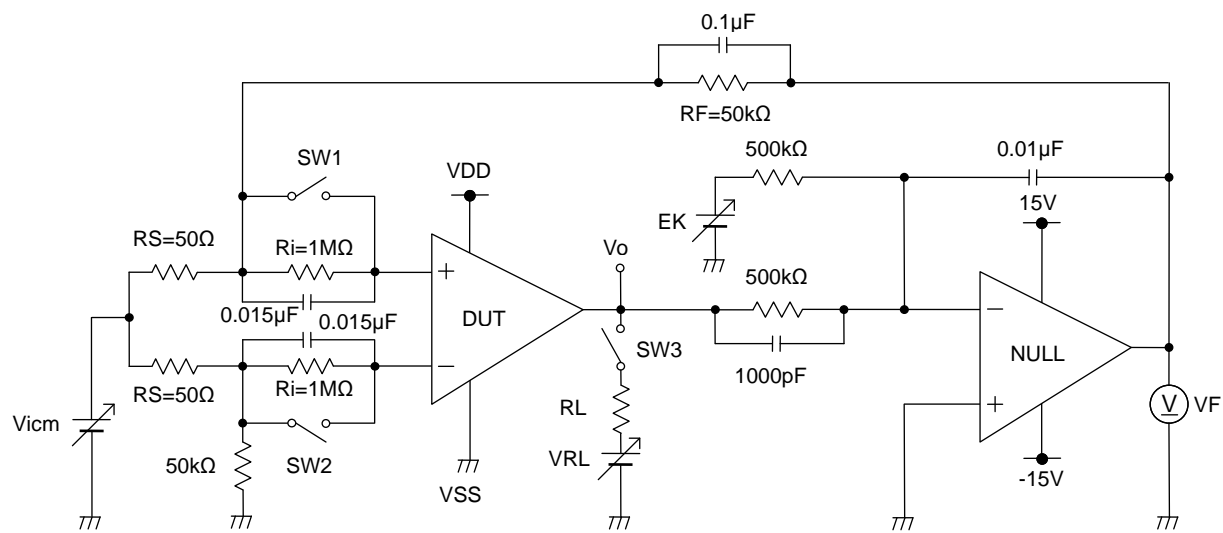 0.1µF
RF=50kΩ
SW1
VDD
500kΩ
0.01µF
15V
EK
RS=50Ω
Ri=1MΩ
Vo
500kΩ
+
−
0.015µF
0.015µF
DUT
NULL
SW3
1000pF
RS=50Ω
Ri=1MΩ
−
+
V
VF
Vicm
RL
50kΩ
SW2
VRL
VSS
-15V